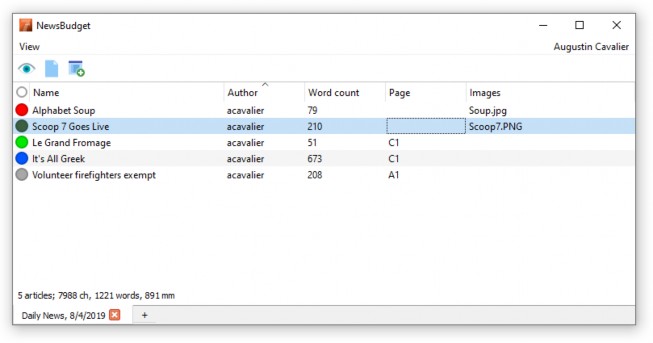 NewsBudget
View Augustin Cavalier
Name Author Word count Page Images
Alphabet Soup acavalier 79 Soup.jpg
Scoop 7 Goes Live acavalier 210 Scoop7.PNG
Le Grand Fromage acavalier 51 C1
It's All Greek acavalier 673 C1
Volunteer firefighters exempt acavalier 208 A1
5 articles; 7988 ch, 1221 words, 891 mm
Daily News, 8/4/2019 +